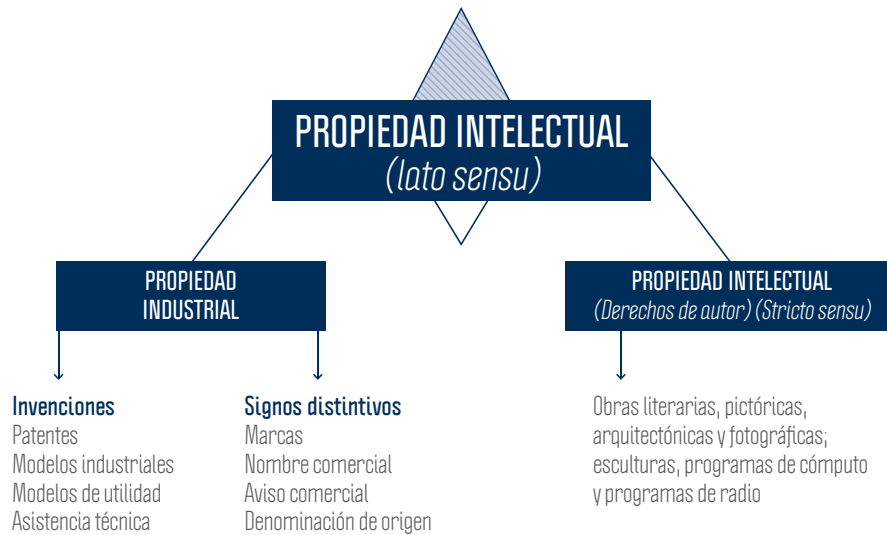 PROPIEDAD INTELECTUAL
(lato sensu)
PROPIEDAD
INDUSTRIAL
PROPIEDAD INTELECTUAL
(Derechos de autor) (Stricto sensu)
Invenciones
Patentes
Modelos industriales
Modelos de utilidad
Asistencia técnica
Signos distintivos
Marcas
Nombre comercial
Aviso comercial
Denominación de origen
Obras literarias, pictóricas,
arquitectónicas y fotográficas;
esculturas, programas de cómputo
y programas de radio